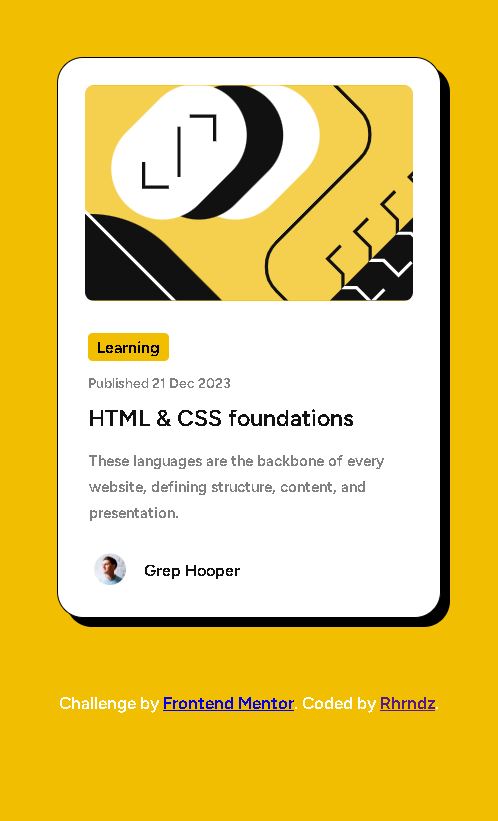 Learning
Published 21 Dec 2023
HTML & CSS foundations
These languages are the backbone of every
website, defining structure, content, and
presentation.
Grep Hooper
Challenge by Frontend Mentor. Coded by Rhrndz.